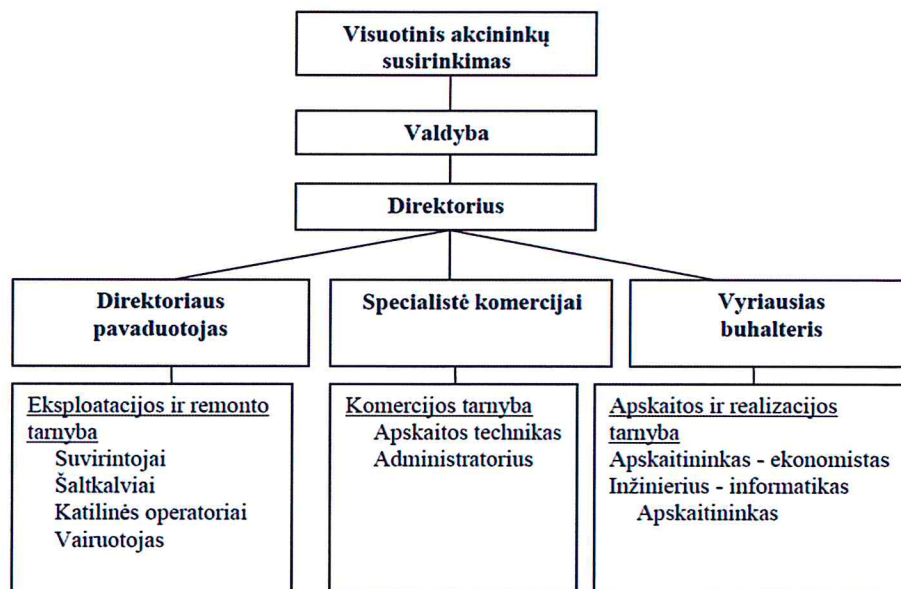 Visuotinis akcininkų
susirinkimas
Valdyba
Direktorius
Direktoriaus
pavaduotojas
Specialistė komercijai
Vyriausias
buhalteris
Eksploatacijos ir remonto
tarnyba
Suvirintojai
Šaltkalviai
Katilinės operatoriai
Vairuotojas
Komercijos tarnyba
Apskaitos technikas
Administratorius
Apskaitos ir realizacijos
tarnyba
Apskaitininkas - ekonomistas
Inžinierius - informatikas
Apskaitininkas